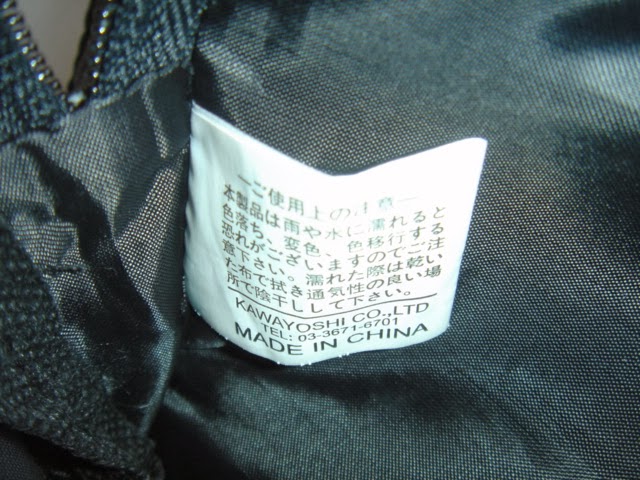 ーご使用上の注意ー
本製品は雨や水に濡れると
色落ち、変色、色移行する
恐れがございますのでご注
意下さい。濡れた際は乾い
た布で拭き通気性の良い場
所で陰干しして下さい。
KAWAYOSHI CO.,LTD
TEL: 03-3671-6701
MADE IN CHINA